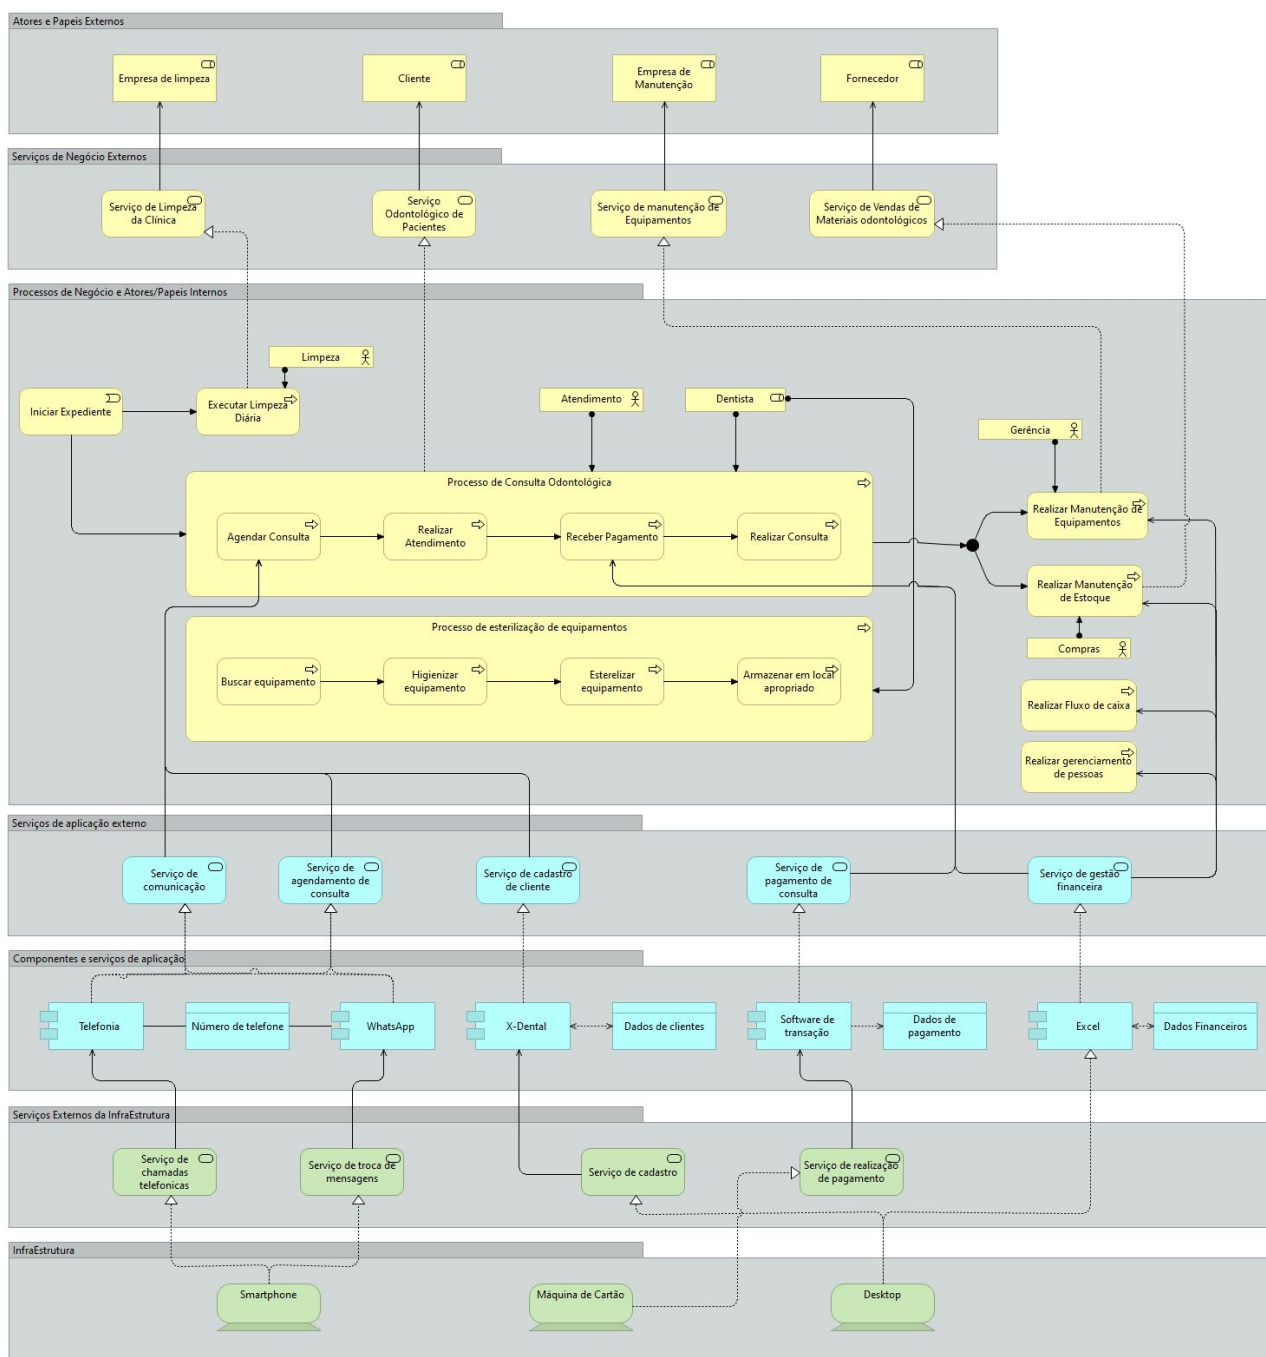 Atores e Papeis Externos
Empresa de limpeza
Cliente
Empresa de
Manutenção
Fornecedor
Serviços de Negócio Externos
Serviço de Limpeza
da Clínica
Serviço
Odontológico de
Pacientes
Serviço de manutenção de
Equipamentos
Serviço de Vendas de
Materiais odontológicos
Processos de Negócio e Atores/Papeis Internos
Limpeza
Iniciar Expediente
Executar Limpeza
Diária
Atendimento
Dentista
Gerência
Processo de Consulta Odontológica
Agendar Consulta
Realizar
Atendimento
Receber Pagamento
Realizar Consulta
Realizar Manutenção de
Equipamentos
Realizar Manutenção
de Estoque
Compras
Processo de esterilização de equipamentos
Buscar equipamento
Higienizar
equipamento
Esterelizar
equipamento
Armazenar em local
apropriado
Realizar Fluxo de caixa
Realizar gerenciamento
de pessoas
Serviços de aplicação externo
Serviço de
comunicação
Serviço de
agendamento de
consulta
Serviço de cadastro
de cliente
Serviço de
pagamento de
consulta
Serviço de gestão
financeira
Componentes e serviços de aplicação
Telefonia
Número de telefone
WhatsApp
X-Dental
Dados de clientes
Software de
transação
Dados de
pagamento
Excel
Dados Financeiros
Serviços Externos da InfraEstrutura
Serviço de
chamadas
telefonicas
Serviço de troca de
mensagens
Serviço de cadastro
Serviço de realização
de pagamento
InfraEstrutura
Smartphone
Máquina de Cartão
Desktop